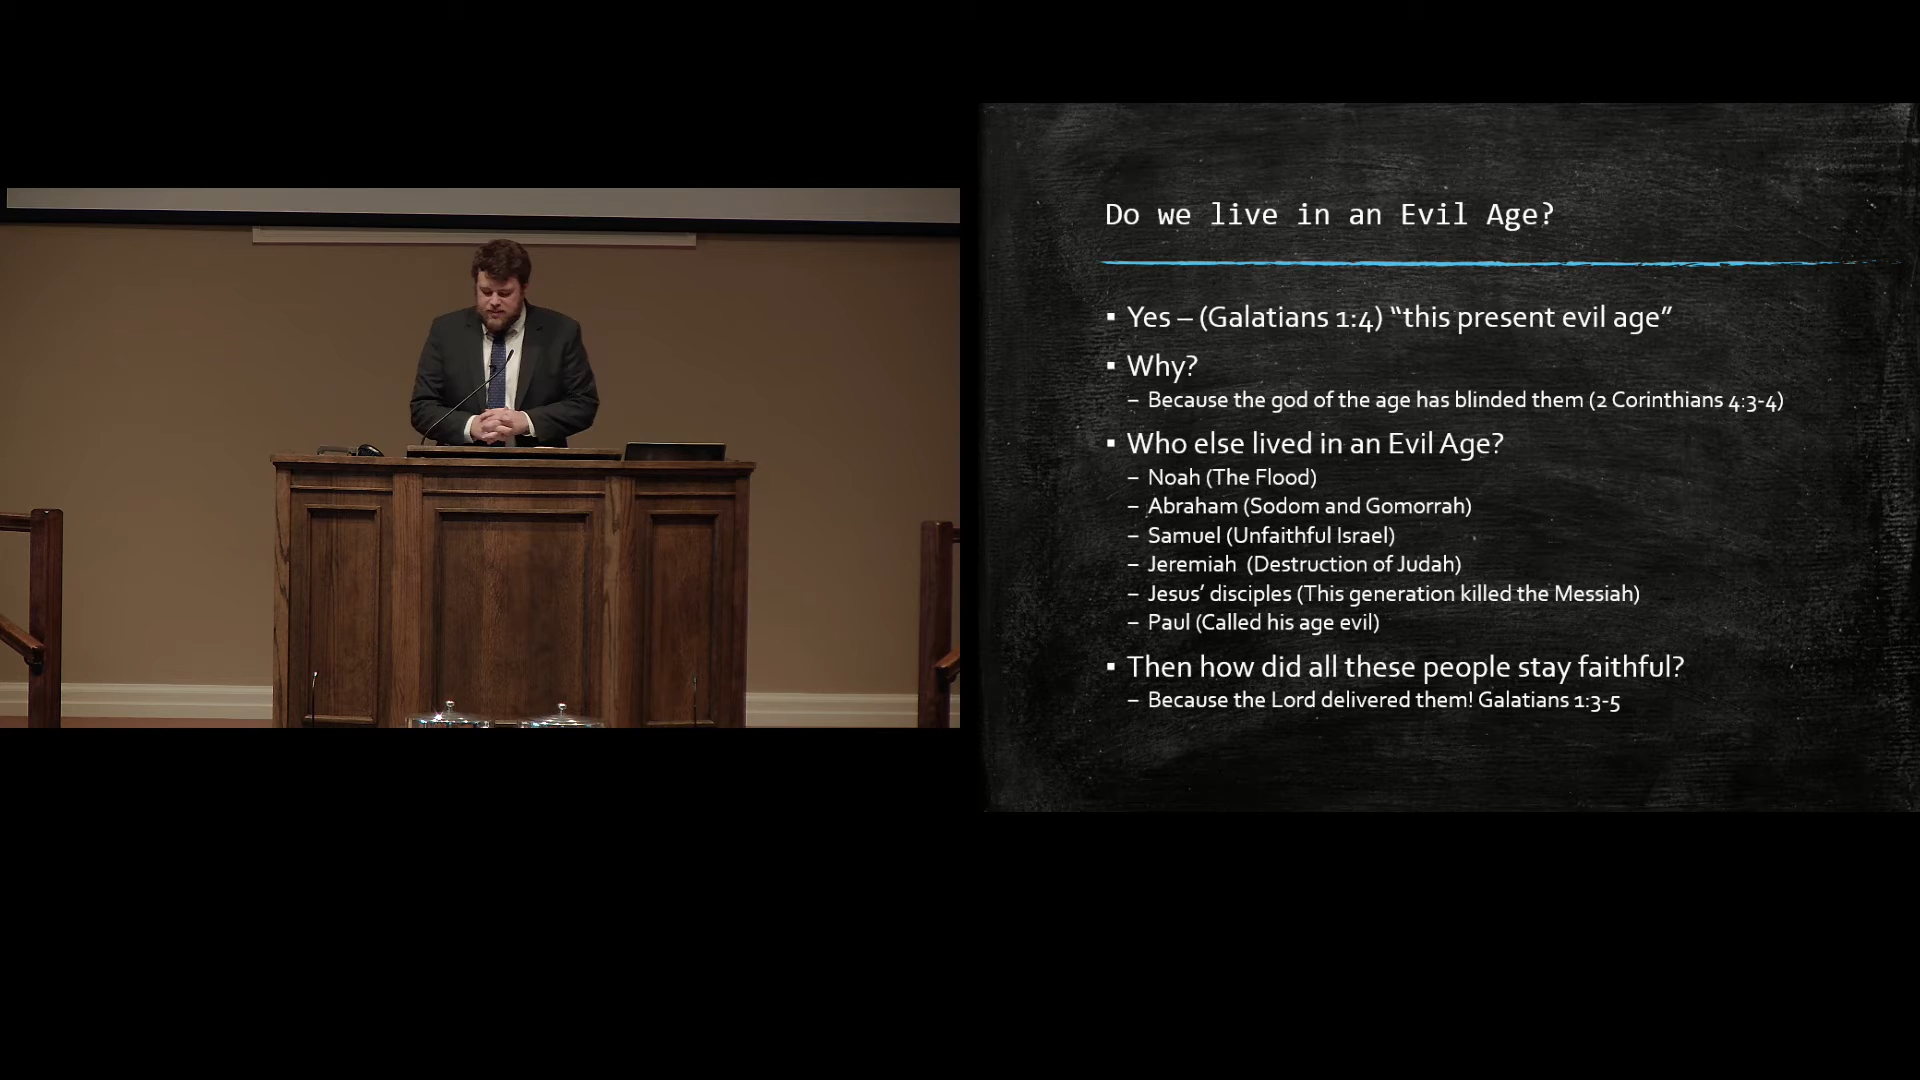 Do we live in an Evil Age?
▪ Yes – (Galatians 1:4) “this present evil age”
▪ Why?
– Because the god of the age has blinded them (2 Corinthians 4:3-4)
▪ Who else lived in an Evil Age?
– Noah (The Flood)
– Abraham (Sodom and Gomorrah)
– Samuel (Unfaithful Israel)
– Jeremiah (Destruction of Judah)
– Jesus’ disciples (This generation killed the Messiah)
– Paul (Called his age evil)
▪ Then how did all these people stay faithful?
– Because the Lord delivered them! Galatians 1:3-5